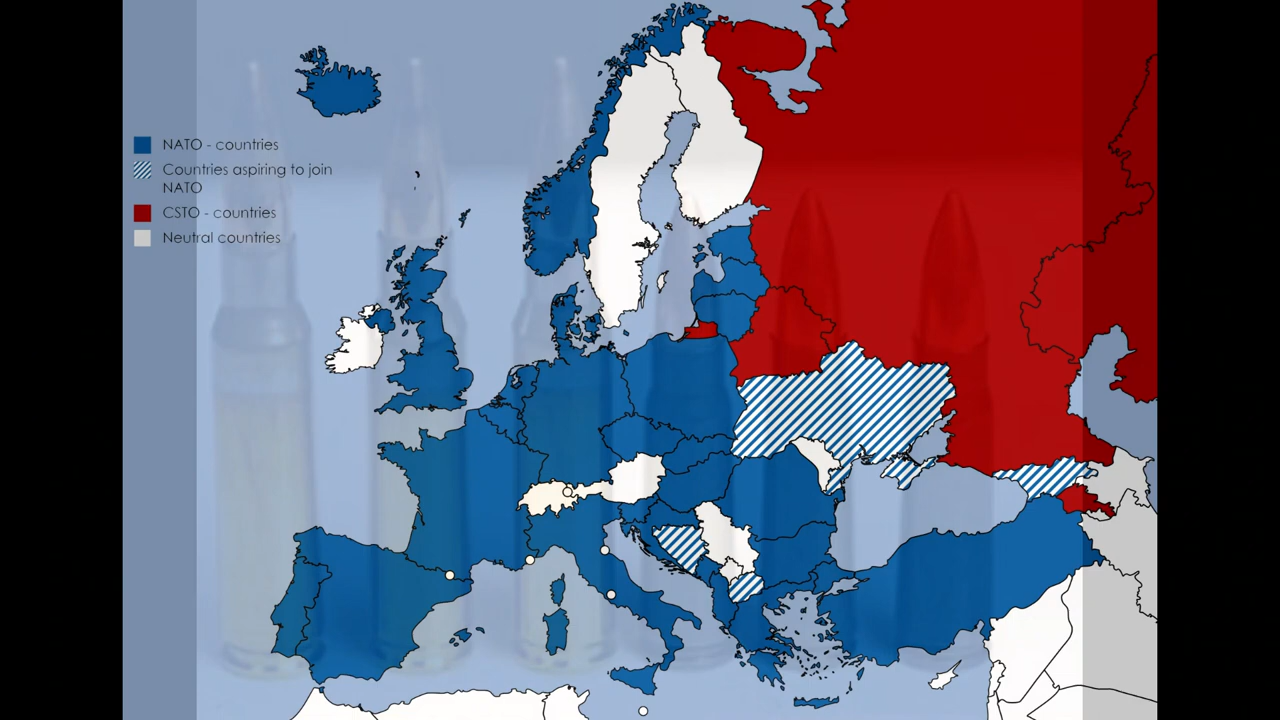 NATO - countries
Countries aspiring to join
NATO
CSTO - countries
Neutral countries